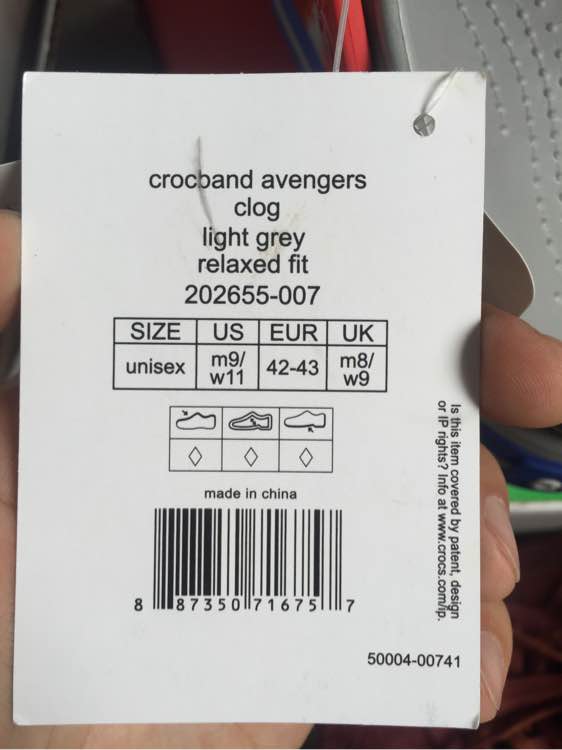 crocband avengers
clog
light grey
relaxed fit
202655-007
SIZE US EUR UK
unisex m9/ w11 42-43 m8/ w9
made in china
8 87350 71675 7
Is this item covered by patent, design
or IP rights? Info at www.crocs.com/ip.
50004-00741